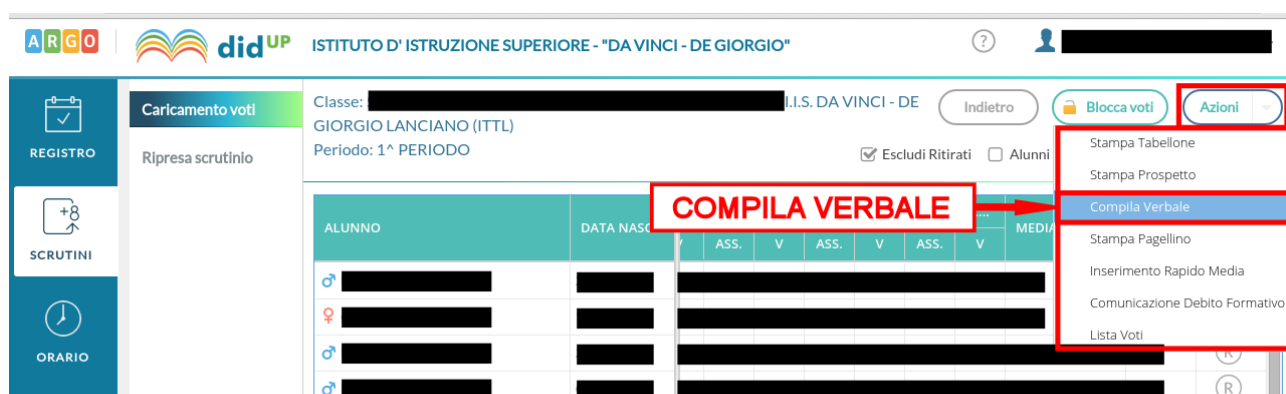 ARGO
didUP
ISTITUTO D' ISTRUZIONE SUPERIORE - "DA VINCI - DE GIORGIO"
?
REGISTRO
+8
SCRUTINI
ORARIO
Caricamento voti
Ripresa scrutinio
Classe: I.I.S. DA VINCI - DE
GIORGIO LANCIANO (ITTL)
Periodo: 1^ PERIODO
Indietro
Blocca voti
Azioni
Escludi Ritirati
Alunni
Stampa Tabellone
Stampa Prospetto
Compila Verbale
Stampa Pagellino
Inserimento Rapido Media
Comunicazione Debito Formativo
Lista Voti
COMPILA VERBALE
ALUNNO
DATA NASC
ASS. V ASS. V ASS. V
MEDIA
R
R